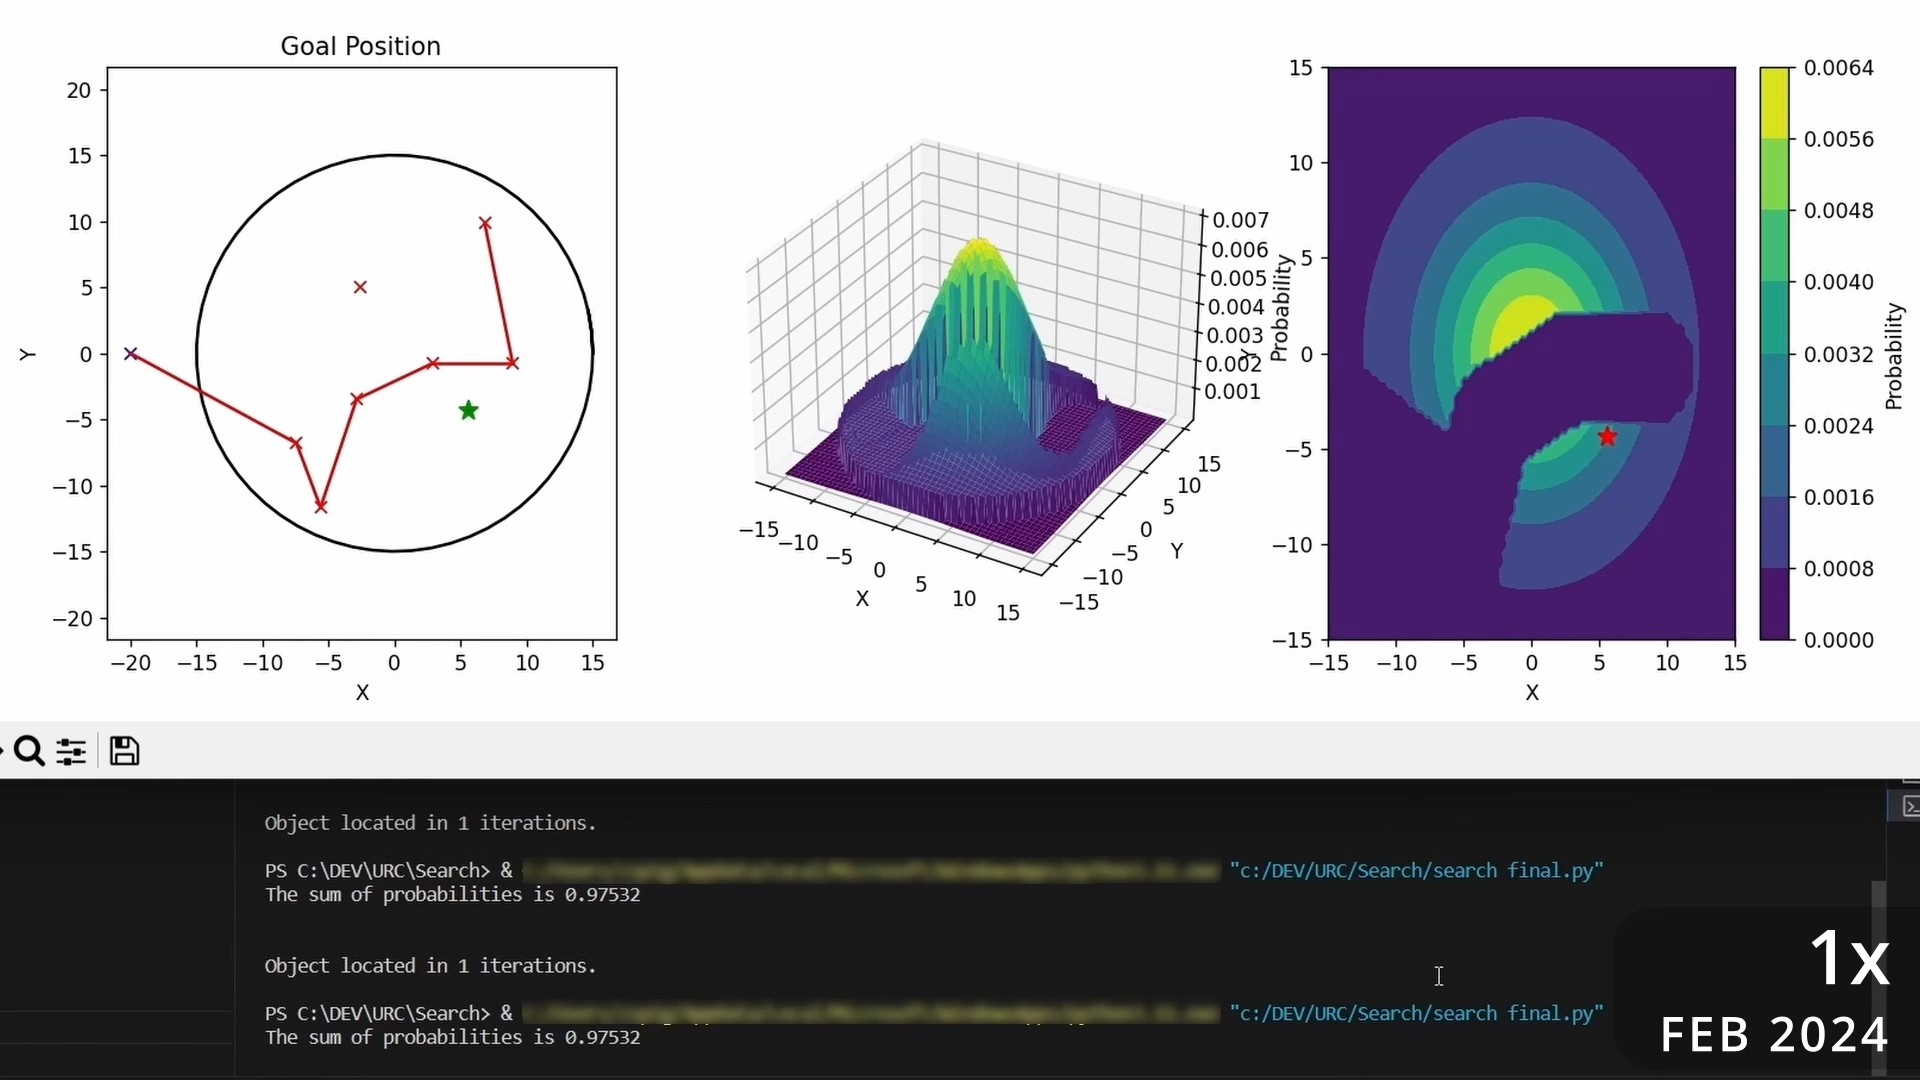 Goal Position
20
15
10
5
0
−5
−10
−15
−20
Y
−20 −15 −10 −5 0 5 10 15
X
0.007
0.006
0.005
0.004
0.003
0.002
0.001
Probability
−15 −10 −5 0 5 10 15
X
15
10
5
0
−5
−10
−15
Y
15
10
5
0
−5
−10
−15
Y
−15 −10 −5 0 5 10 15
X
0.0064
0.0056
0.0048
0.0040
0.0032
0.0024
0.0016
0.0008
0.0000
Probability
Object located in 1 iterations.
PS C:\DEV\URC\Search> & "c:/DEV/URC/Search/search final.py"
The sum of probabilities is 0.97532
Object located in 1 iterations.
PS C:\DEV\URC\Search> & "c:/DEV/URC/Search/search final.py"
The sum of probabilities is 0.97532
1x
FEB 2024